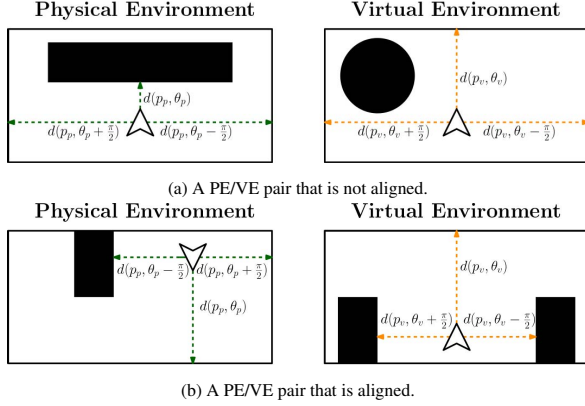 Physical Environment Virtual Environment
d(p_p, θ_p) d(p_v, θ_v)
d(p_p, θ_p + π/2) d(p_p, θ_p − π/2) d(p_v, θ_v + π/2) d(p_v, θ_v − π/2)
(a) A PE/VE pair that is not aligned.
Physical Environment Virtual Environment
d(p_p, θ_p − π/2) d(p_p, θ_p + π/2) d(p_v, θ_v)
d(p_p, θ_p) d(p_v, θ_v + π/2) d(p_v, θ_v − π/2)
(b) A PE/VE pair that is aligned.